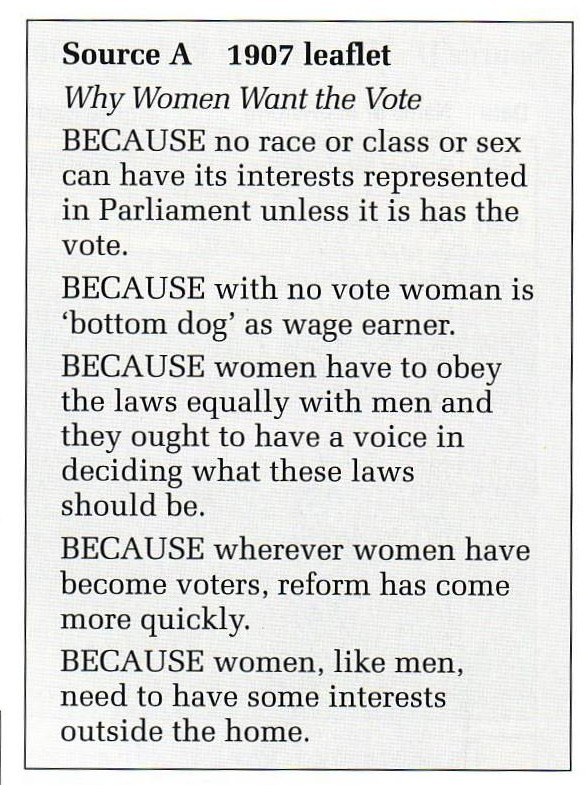 Source A 1907 leaflet
Why Women Want the Vote
BECAUSE no race or class or sex
can have its interests represented
in Parliament unless it is has the
vote.
BECAUSE with no vote woman is
‘bottom dog’ as wage earner.
BECAUSE women have to obey
the laws equally with men and
they ought to have a voice in
deciding what these laws
should be.
BECAUSE wherever women have
become voters, reform has come
more quickly.
BECAUSE women, like men,
need to have some interests
outside the home.